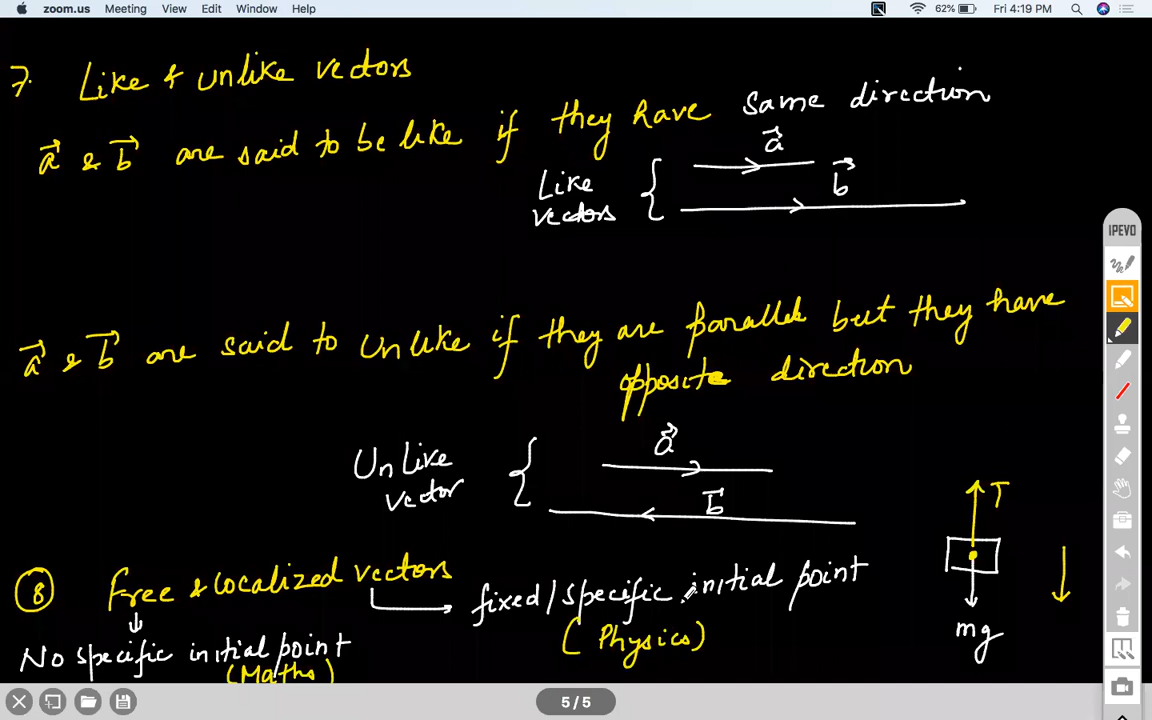 zoom.us Meeting View Edit Window Help 62% Fri 4:19 PM
7. Like & unlike vectors
a & b are said to be like if they have same direction
a
Like
vectors
b
a & b are said to unlike if they are parallel but they have
opposite direction
Unlike
vector
a
b
T
mg
8 Free & localized vectors
fixed/specific initial point
(Physics)
No specific initial point
(Maths)
IPEVO
5/5